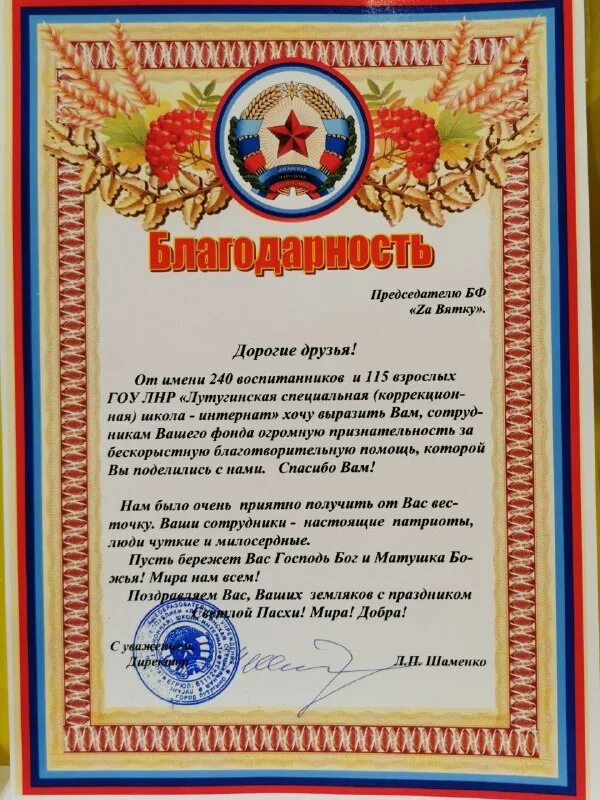 ЛУГАНСКАЯ
Благодарность
Председателю БФ
«Zа Вятку».
Дорогие друзья!
От имени 240 воспитанников и 115 взрослых
ГОУ ЛНР «Лутугинская специальная (коррекцион-
ная) школа - интернат» хочу выразить Вам, сотруд-
никам Вашего фонда огромную признательность за
бескорыстную благотворительную помощь, которой
Вы поделились с нами. Спасибо Вам!
Нам было очень приятно получить от Вас вес-
точку. Ваши сотрудники - настоящие патриоты,
люди чуткие и милосердные.
Пусть бережет Вас Господь Бог и Матушка Бо-
жья! Мира нам всем!
Поздравляем Вас, Ваших земляков с праздником
Светлой Пасхи! Мира! Добра!
С уважением,
Директор
Л.П. Шаменко